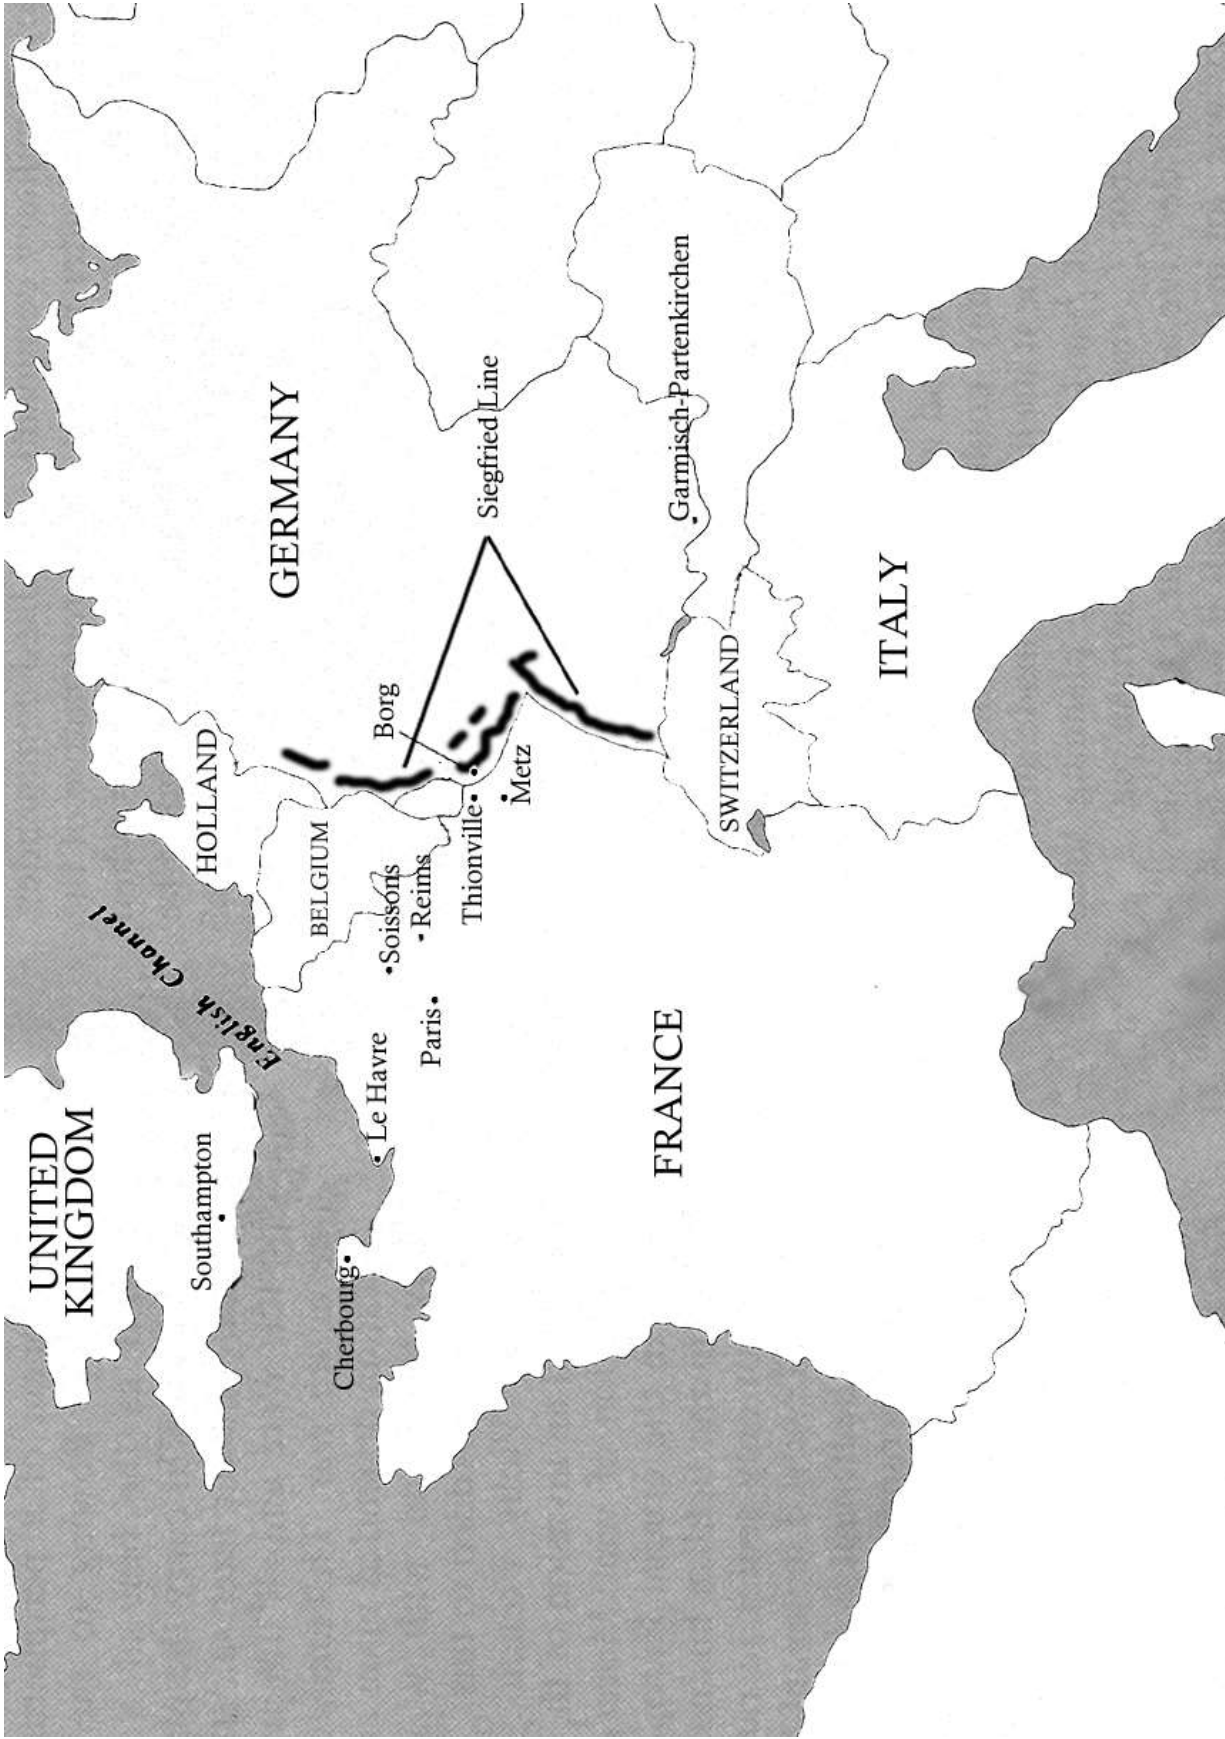 UNITED
KINGDOM
Southampton
English Channel
HOLLAND
BELGIUM
GERMANY
Cherbourg
Le Havre
Soissons
Reims
Paris
Borg
Thionville
Metz
Siegfried Line
FRANCE
Garmisch-Partenkirchen
SWITZERLAND
ITALY